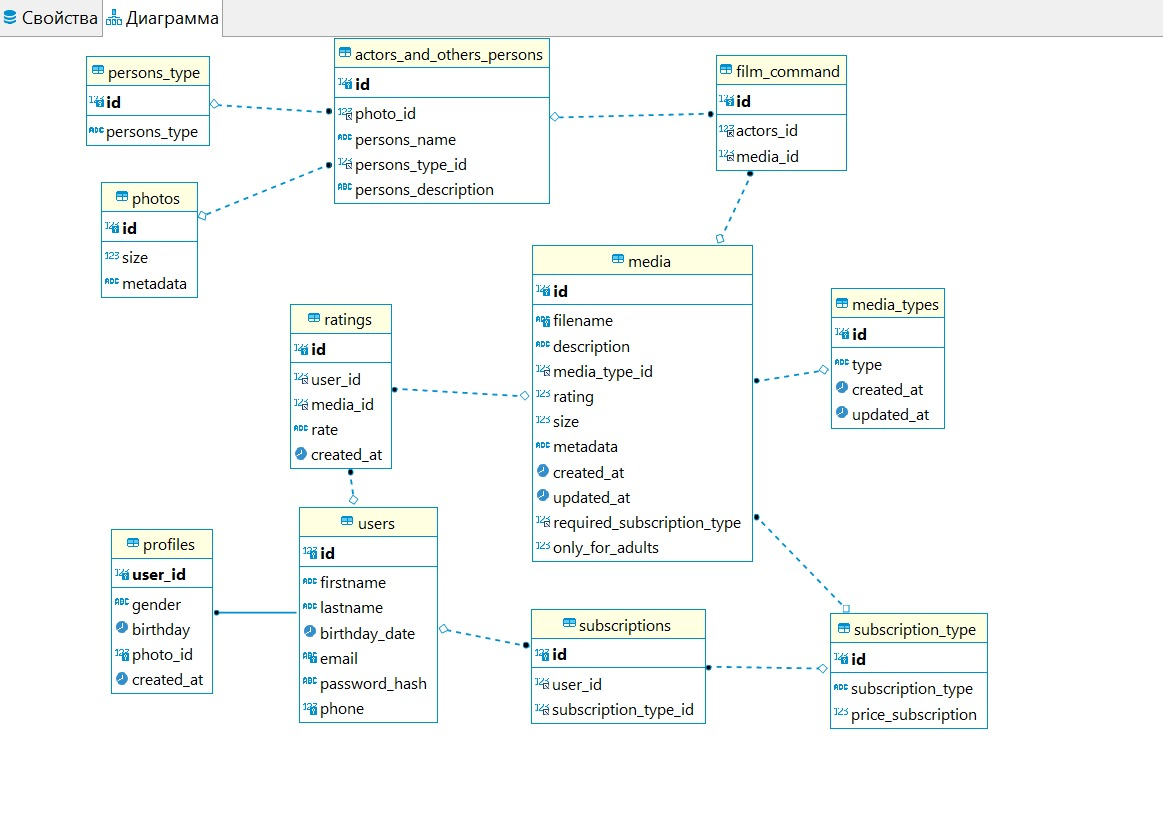 Свойства
Диаграмма
persons_type
id
persons_type
actors_and_others_persons
id
photo_id
persons_name
persons_type_id
persons_description
film_command
id
actors_id
media_id
photos
id
size
metadata
media
id
filename
description
media_type_id
rating
size
metadata
created_at
updated_at
required_subscription_type
only_for_adults
media_types
id
type
created_at
updated_at
ratings
id
user_id
media_id
rate
created_at
users
id
firstname
lastname
birthday_date
email
password_hash
phone
profiles
user_id
gender
birthday
photo_id
created_at
subscriptions
id
user_id
subscription_type_id
subscription_type
id
subscription_type
price_subscription